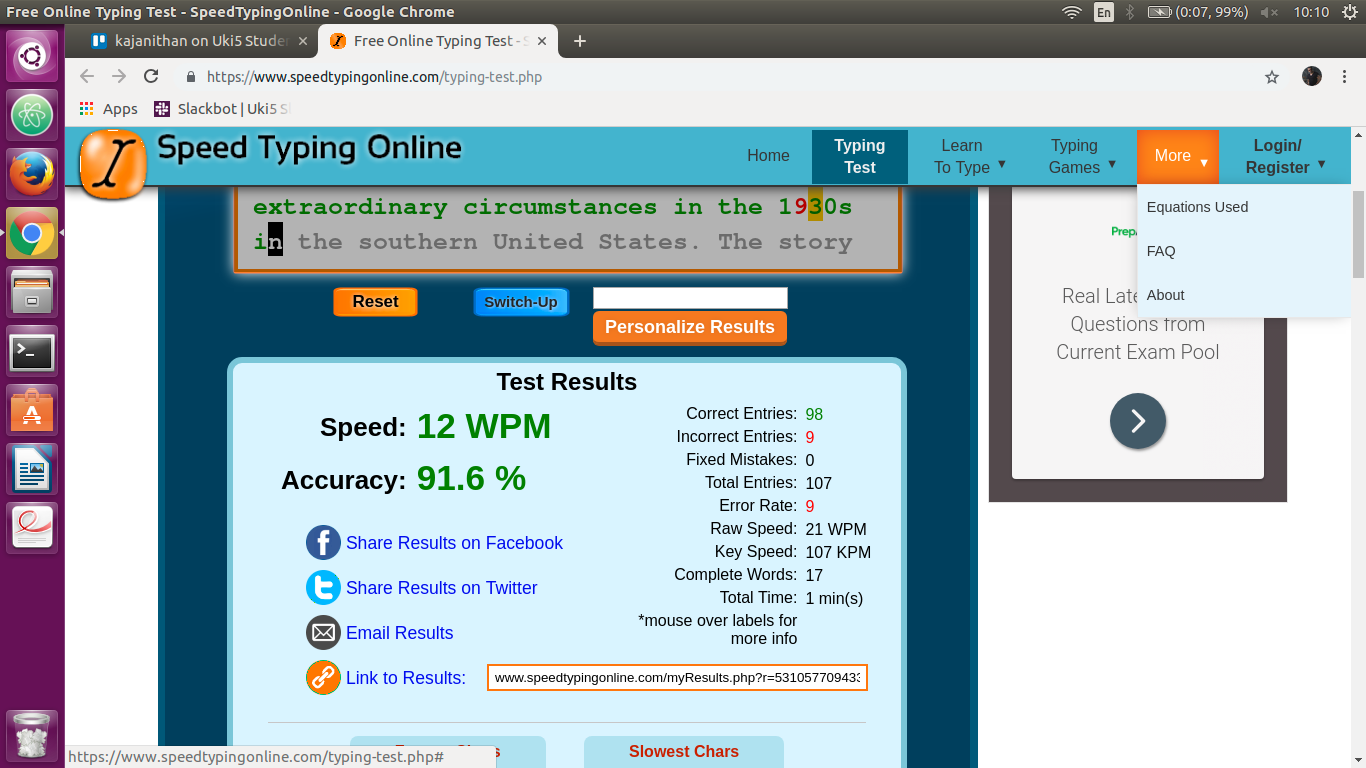 Free Online Typing Test - SpeedTypingOnline - Google Chrome
En
(0:07, 99%)
10:10
kajanithan on Uki5 Stude
Free Online Typing Test - S
https://www.speedtypingonline.com/typing-test.php
Apps
Slackbot | Uki5 S
Speed Typing Online
Home
Typing Test
Learn To Type
Typing Games
More
Login/ Register
Equations Used
FAQ
About
extraordinary circumstances in the 1930s
in the southern United States. The story
Reset
Switch-Up
Personalize Results
Test Results
Speed: 12 WPM
Accuracy: 91.6 %
Share Results on Facebook
Share Results on Twitter
Email Results
Link to Results:
www.speedtypingonline.com/myResults.php?r=531057709433
Correct Entries: 98
Incorrect Entries: 9
Fixed Mistakes: 0
Total Entries: 107
Error Rate: 9
Raw Speed: 21 WPM
Key Speed: 107 KPM
Complete Words: 17
Total Time: 1 min(s)
*mouse over labels for
more info
Slowest Chars
Questions from
Current Exam Pool
https://www.speedtypingonline.com/typing-test.php#